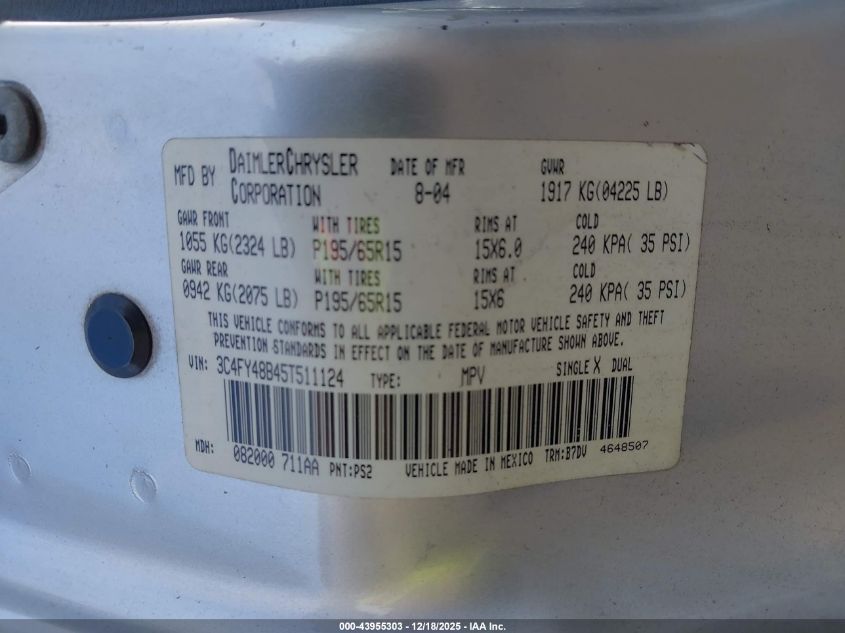 MFD BY DAIMLERCHRYSLER CORPORATION DATE OF MFR 8-04 GVWR 1917 KG(04225 LB)
GAWR FRONT WITH TIRES RIMS AT COLD
1055 KG(2324 LB) P195/65R15 15X6.0 240 KPA( 35 PSI)
GAWR REAR WITH TIRES RIMS AT COLD
0942 KG(2075 LB) P195/65R15 15X6 240 KPA( 35 PSI)
THIS VEHICLE CONFORMS TO ALL APPLICABLE FEDERAL MOTOR VEHICLE SAFETY AND THEFT
PREVENTION STANDARDS IN EFFECT ON THE DATE OF MANUFACTURE SHOWN ABOVE.
VIN: 3C4FY48B45T511124 TYPE: MPV SINGLE X DUAL
MDH: 082000 711AA PNT:PS2 VEHICLE MADE IN MEXICO TRM:B7DV 4648507
000-43955303 - 12/18/2025 - IAA Inc.